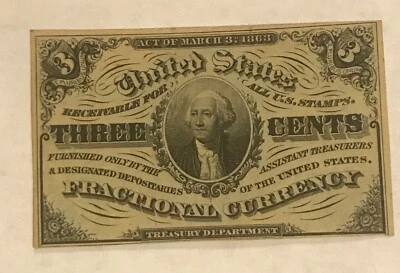 ACT OF MARCH 3. 1863
3 3
United States
RECEIVABLE FOR ALL U.S. STAMPS.
THREE CENTS
FURNISHED ONLY BY THE ASSISTANT TREASURERS
& DESIGNATED DEPOSITARIES OF THE UNITED STATES.
FRACTIONAL CURRENCY
TREASURY DEPARTMENT